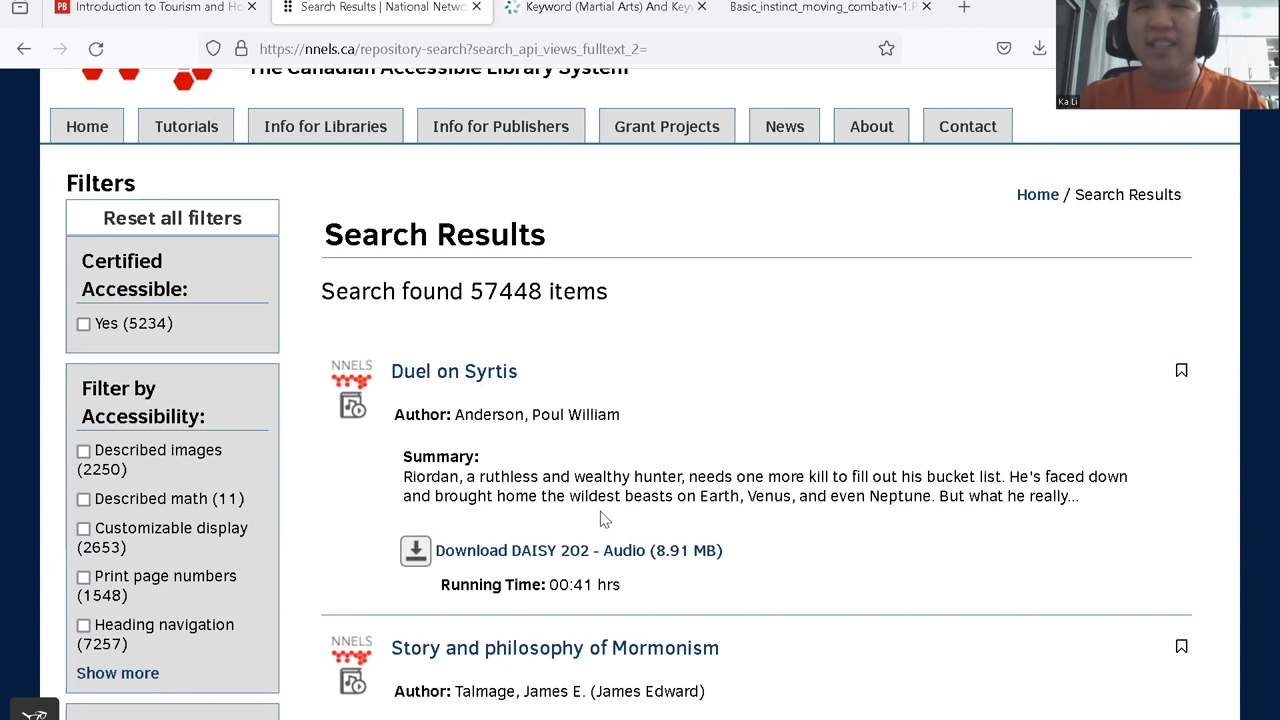 Introduction to Tourism and Ho
Search Results | National Netwo
Keyword (Martial Arts) And Key
Basic_instinct_moving_combativ-1.P
https://nnels.ca/repository-search?search_api_views_fulltext_2=
The Canadian Accessible Library System
Ka Li
Home
Tutorials
Info for Libraries
Info for Publishers
Grant Projects
News
About
Contact
Home / Search Results
Filters
Reset all filters
Certified
Accessible:
Yes (5234)
Filter by
Accessibility:
Described images
(2250)
Described math (11)
Customizable display
(2653)
Print page numbers
(1548)
Heading navigation
(7257)
Show more
Search Results
Search found 57448 items
NNELS
Duel on Syrtis
Author: Anderson, Poul William
Summary:
Riordan, a ruthless and wealthy hunter, needs one more kill to fill out his bucket list. He's faced down
and brought home the wildest beasts on Earth, Venus, and even Neptune. But what he really...
Download DAISY 202 - Audio (8.91 MB)
Running Time: 00:41 hrs
NNELS
Story and philosophy of Mormonism
Author: Talmage, James E. (James Edward)